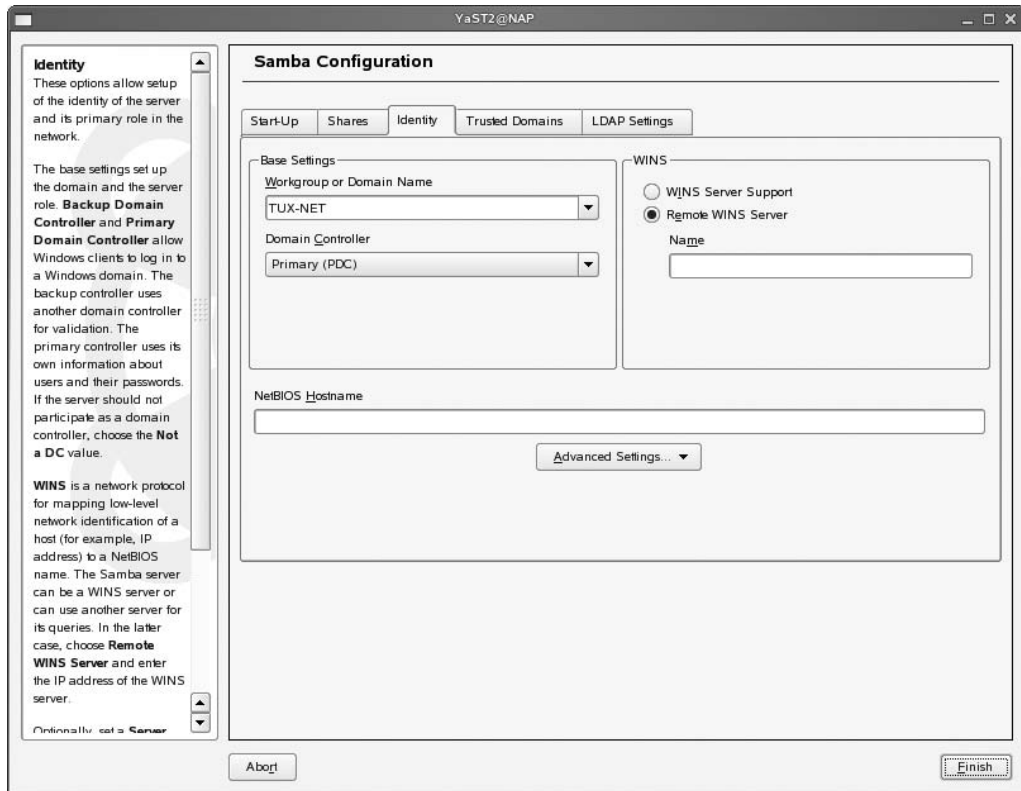 YaST2@NAP
Identity
These options allow setup
of the identity of the server
and its primary role in the
network.
The base settings set up
the domain and the server
role. Backup Domain
Controller and Primary
Domain Controller allow
Windows clients to log in to
a Windows domain. The
backup controller uses
another domain controller
for validation. The
primary controller uses its
own information about
users and their passwords.
If the server should not
participate as a domain
controller, choose the Not
a DC value.
WINS is a network protocol
for mapping low-level
network identification of a
host (for example, IP
address) to a NetBIOS
name. The Samba server
can be a WINS server or
can use another server for
its queries. In the latter
case, choose Remote
WINS Server and enter
the IP address of the WINS
server.
Optionally, set a Server
Samba Configuration
Start-Up
Shares
Identity
Trusted Domains
LDAP Settings
Base Settings
Workgroup or Domain Name
TUX-NET
Domain Controller
Primary (PDC)
WINS
WINS Server Support
Remote WINS Server
Name
NetBIOS Hostname
Advanced Settings...
Abort
Finish